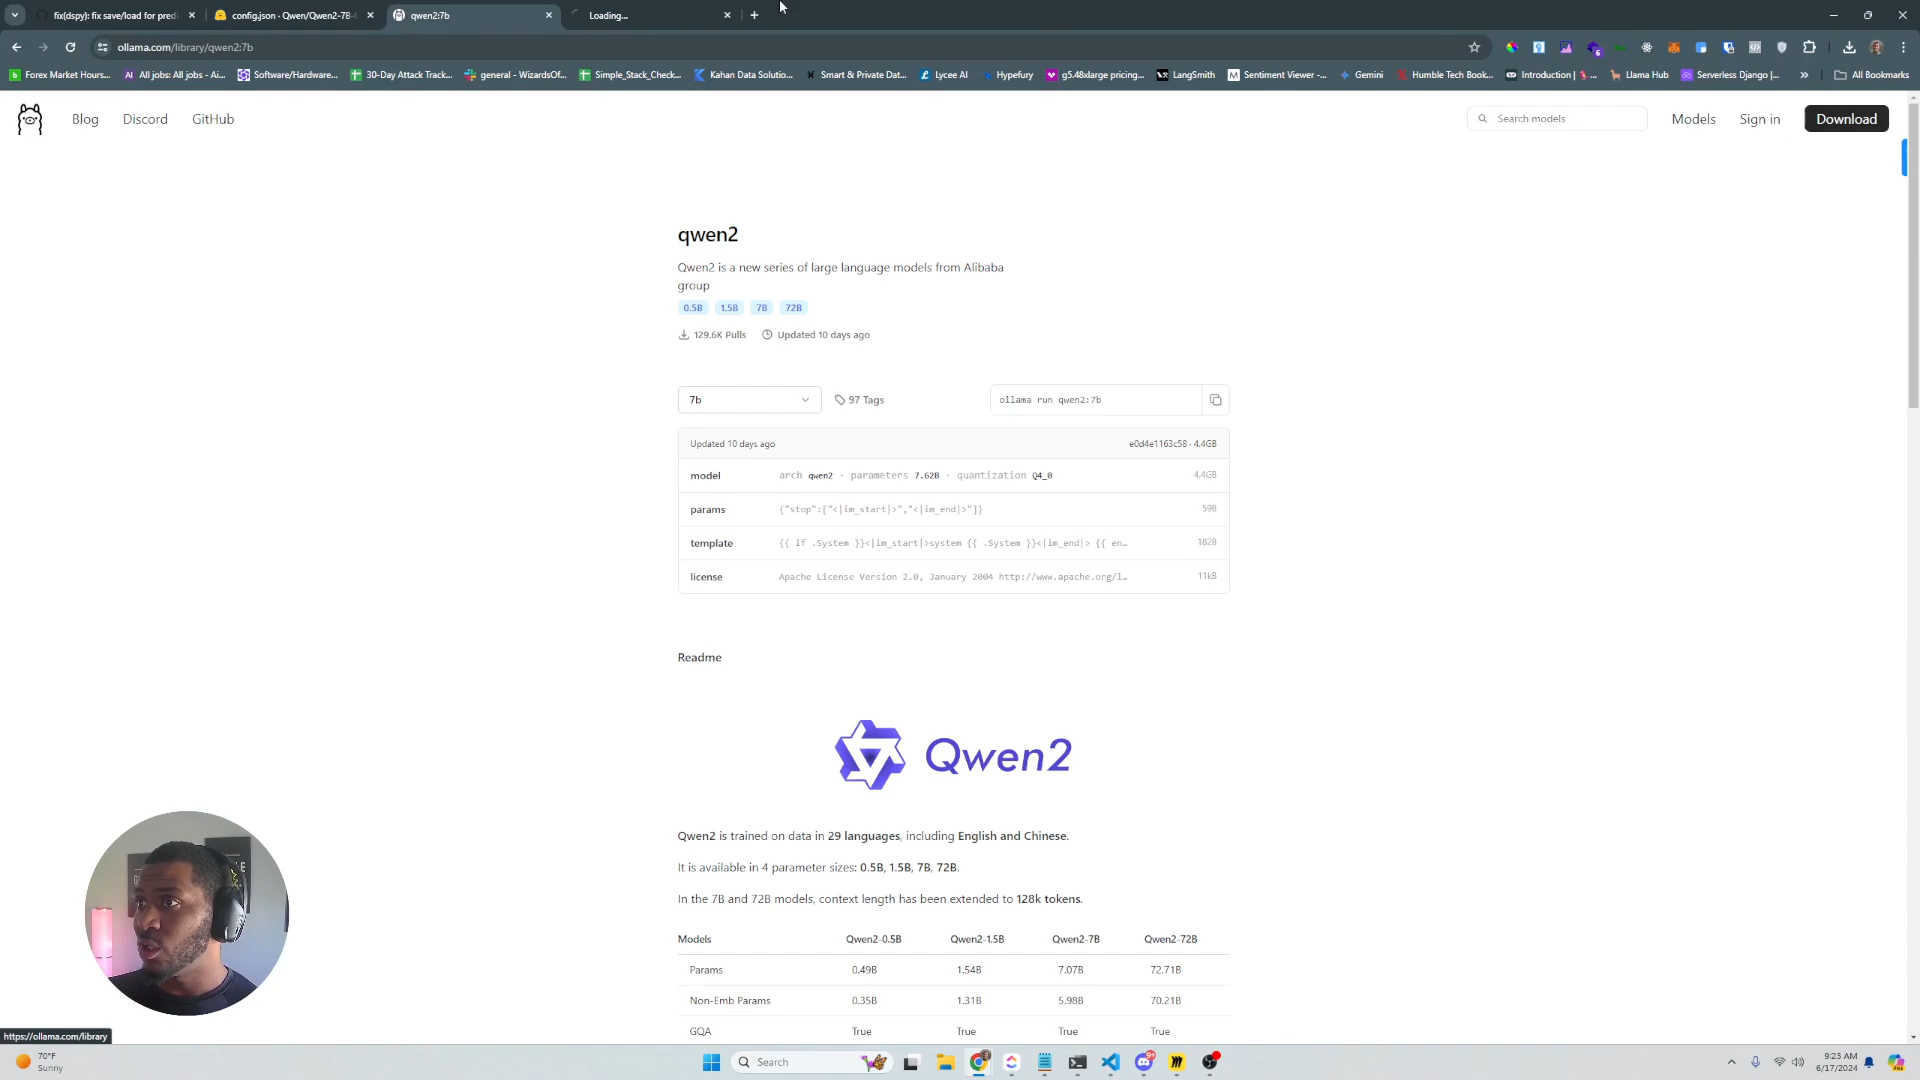 fix(dspy): fix save/load for predi
config.json · Qwen/Qwen2-7B-I
qwen2:7b
Loading...
ollama.com/library/qwen2:7b
Forex Market Hours...
All jobs: All jobs - Ai...
Software/Hardware...
30-Day Attack Track...
general - WizardsOf...
Simple_Stack_Check...
Kahan Data Solutio...
Smart & Private Dat...
Lycee AI
Hypefury
g5.48xlarge pricing...
LangSmith
Sentiment Viewer -...
Gemini
Humble Tech Book...
Introduction | 
Llama Hub
Serverless Django |...
All Bookmarks
Blog
Discord
GitHub
Search models
Models
Sign in
Download
qwen2
Qwen2 is a new series of large language models from Alibaba
group
0.5B 1.5B 7B 72B
129.6K Pulls Updated 10 days ago
7b
97 Tags
ollama run qwen2:7b
Updated 10 days ago
e0d4e1163c58 · 4.4GB
model arch qwen2 · parameters 7.62B · quantization Q4_0 4.4GB
params {"stop":["<|im_start|>","<|im_end|>"]} 59B
template {{ if .System }}<|im_start|>system {{ .System }}<|im_end|> {{ en… 182B
license Apache License Version 2.0, January 2004 http://www.apache.org/l… 11kB
Readme
Qwen2
Qwen2 is trained on data in 29 languages, including English and Chinese.
It is available in 4 parameter sizes: 0.5B, 1.5B, 7B, 72B.
In the 7B and 72B models, context length has been extended to 128k tokens.
Models Qwen2-0.5B Qwen2-1.5B Qwen2-7B Qwen2-72B
Params 0.49B 1.54B 7.07B 72.71B
Non-Emb Params 0.35B 1.31B 5.98B 70.21B
GQA True True True True
https://ollama.com/library
70°F
Sunny
Search
9:23 AM
6/17/2024